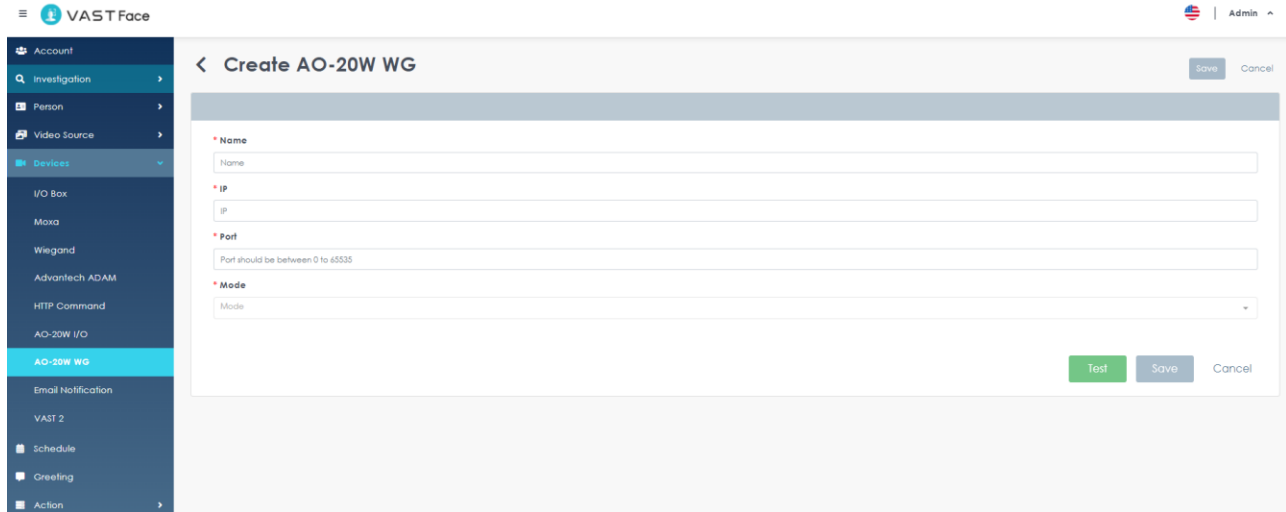 VAST Face
Admin
Account
Investigation
Person
Video Source
Devices
I/O Box
Moxa
Wiegand
Advantech ADAM
HTTP Command
AO-20W I/O
AO-20W WG
Email Notification
VAST 2
Schedule
Greeting
Action
Create AO-20W WG
Save Cancel
* Name
Name
* IP
IP
* Port
Port should be between 0 to 65535
* Mode
Mode
Test Save Cancel